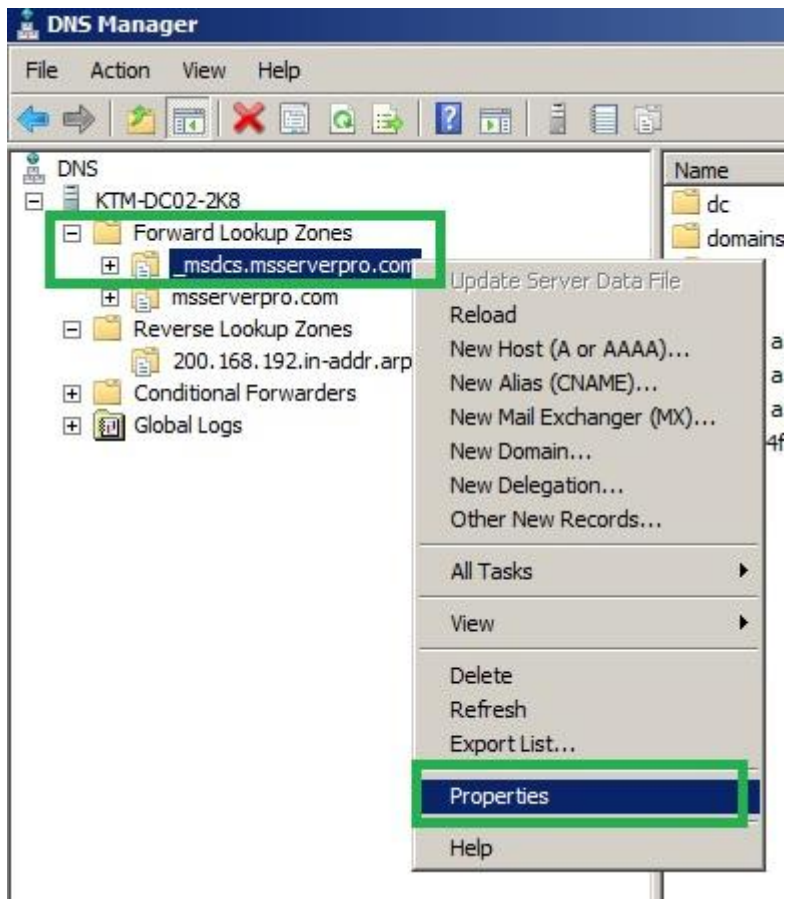 DNS Manager
File Action View Help
DNS
KTM-DC02-2K8
Forward Lookup Zones
_msdcs.msserverpro.com
msserverpro.com
Reverse Lookup Zones
200.168.192.in-addr.arp
Conditional Forwarders
Global Logs
Name
dc
domains
Update Server Data File
Reload
New Host (A or AAAA)...
New Alias (CNAME)...
New Mail Exchanger (MX)...
New Domain...
New Delegation...
Other New Records...
All Tasks
View
Delete
Refresh
Export List...
Properties
Help
a
a
a
4f